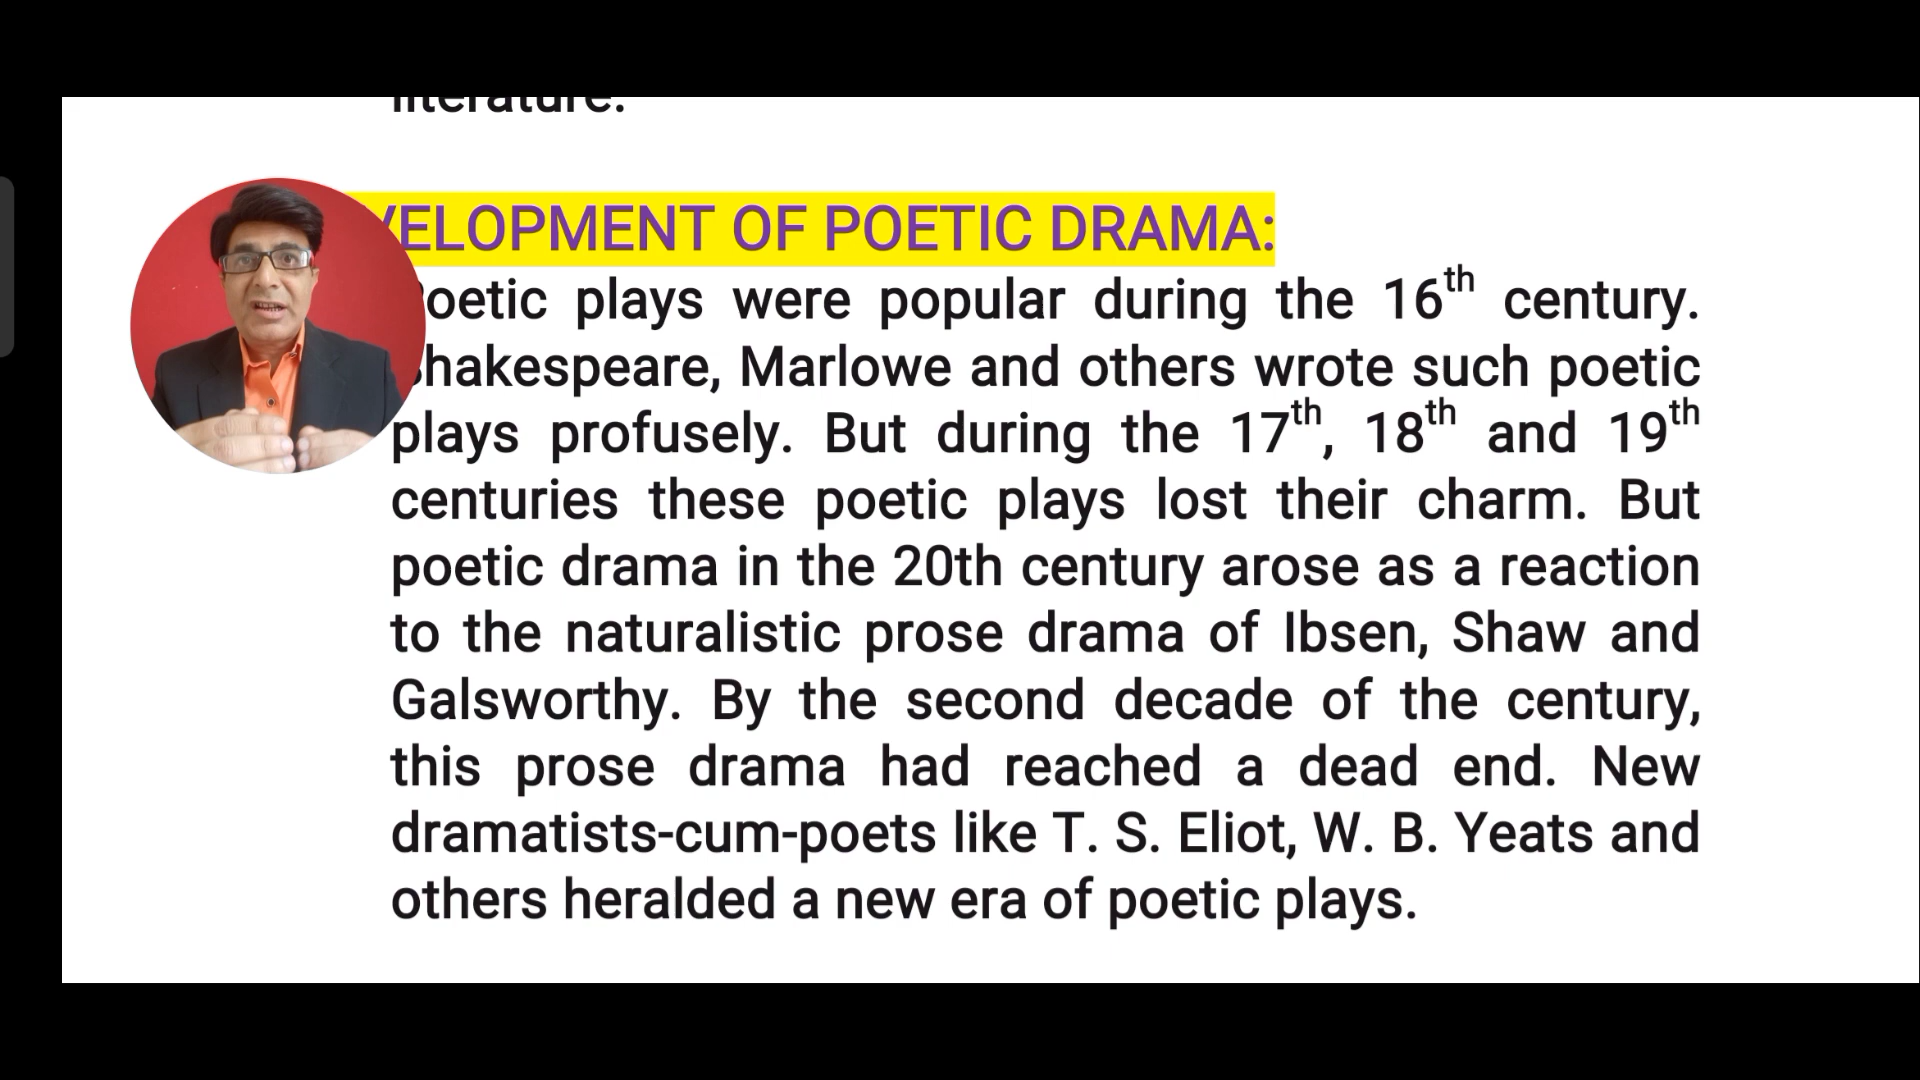 literature.
VELOPMENT OF POETIC DRAMA:
oetic plays were popular during the 16th century.
hakespeare, Marlowe and others wrote such poetic
plays profusely. But during the 17th, 18th and 19th
centuries these poetic plays lost their charm. But
poetic drama in the 20th century arose as a reaction
to the naturalistic prose drama of Ibsen, Shaw and
Galsworthy. By the second decade of the century,
this prose drama had reached a dead end. New
dramatists-cum-poets like T. S. Eliot, W. B. Yeats and
others heralded a new era of poetic plays.